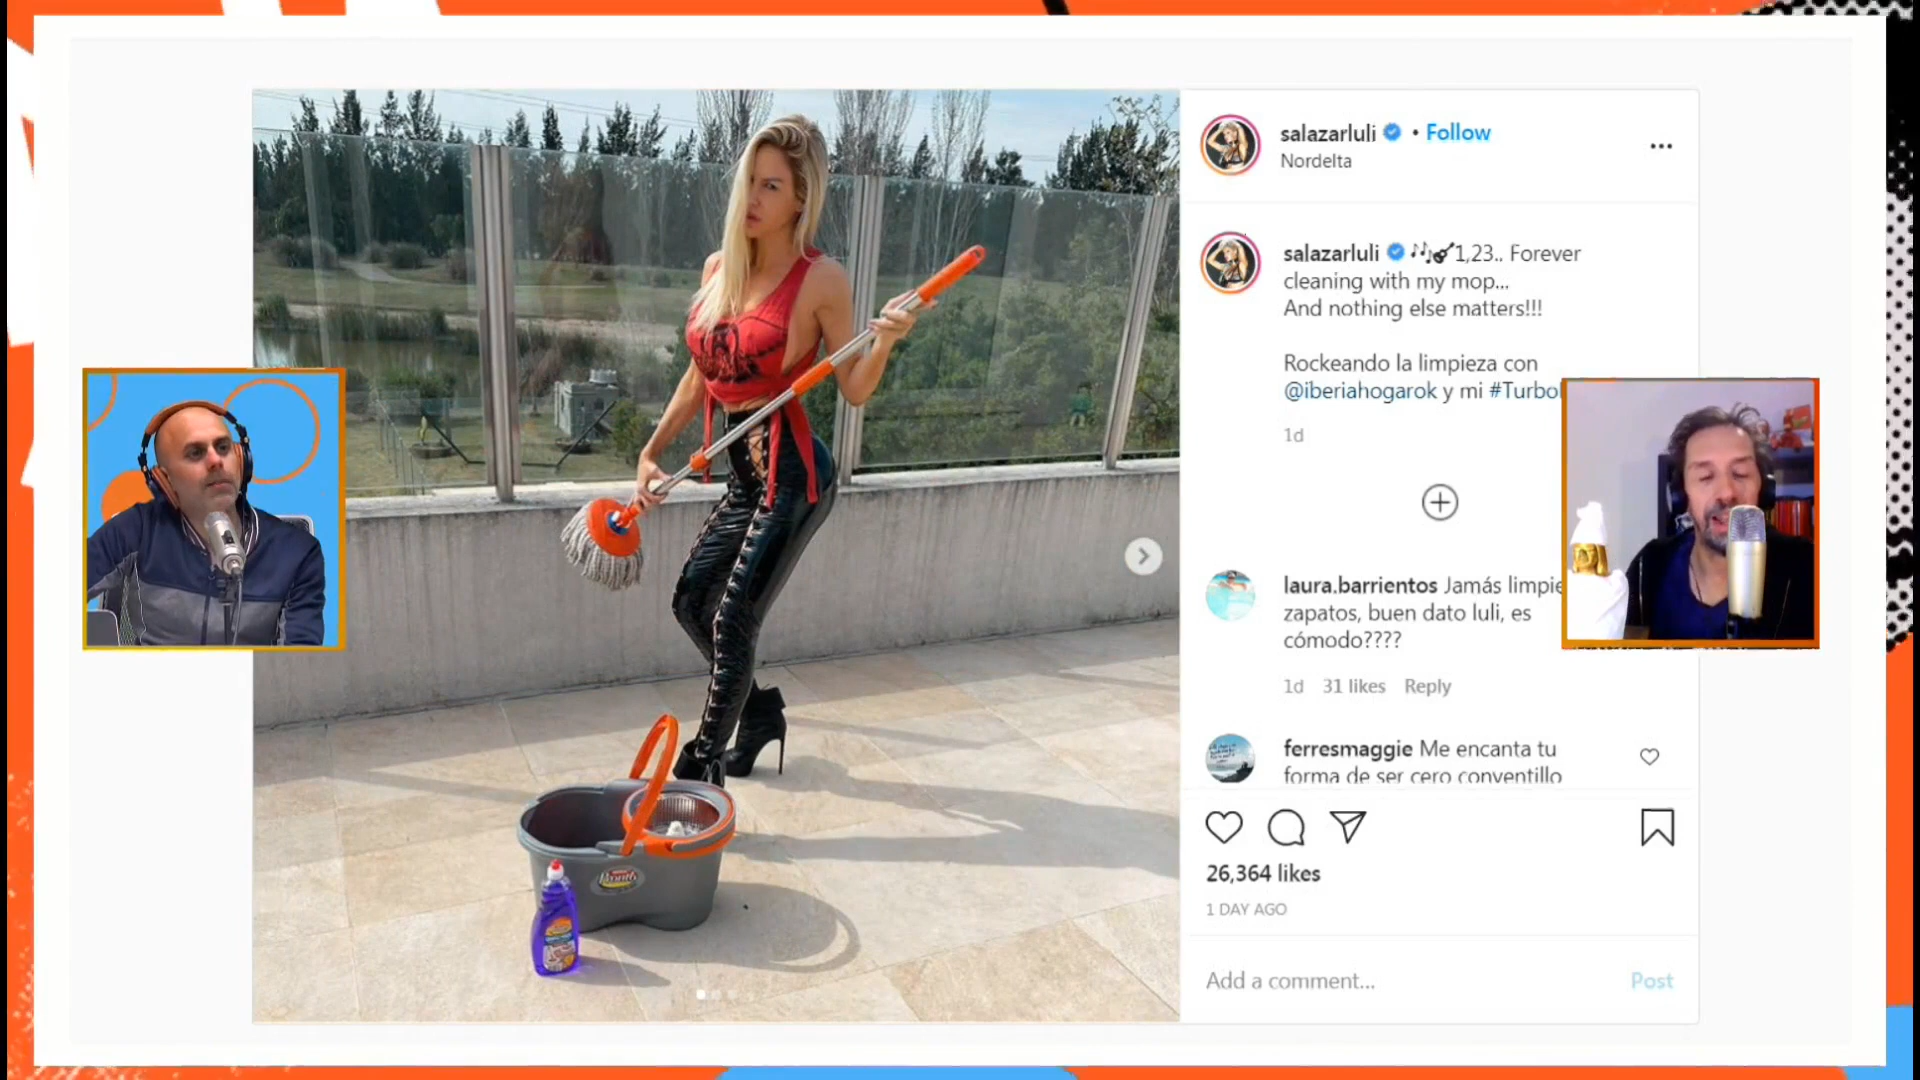 salazarluli • Follow
Nordelta
salazarluli 🎶🎸1,23.. Forever
cleaning with my mop...
And nothing else matters!!!
Rockeando la limpieza con
@iberiahogarok y mi #Turbo
1d
laura.barrientos Jamás limpie
zapatos, buen dato luli, es
cómodo????
1d 31 likes Reply
ferresmaggie Me encanta tu
forma de ser cero conventillo
26,364 likes
1 DAY AGO
Add a comment... Post